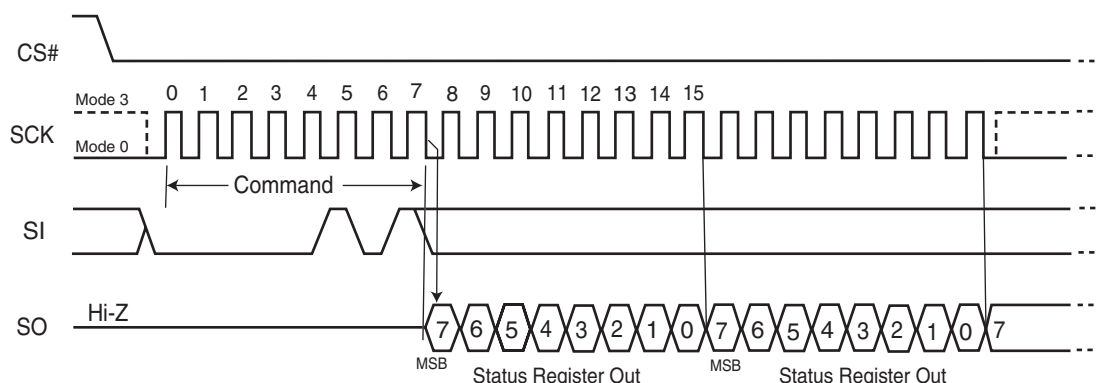 CS#
Mode 3
0 1 2 3 4 5 6 7 8 9 10 11 12 13 14 15
SCK
Mode 0
Command
SI
Hi-Z
SO
7 6 5 4 3 2 1 0 7 6 5 4 3 2 1 0 7
MSB
MSB
Status Register Out
Status Register Out